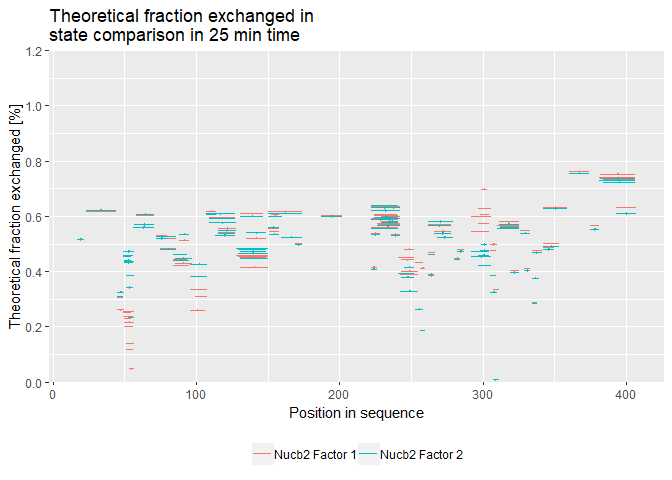 Theoretical fraction exchanged in
state comparison in 25 min time
Theoretical fraction exchanged [%]
1.2
1.0
0.8
0.6
0.4
0.2
0.0
0 100 200 300 400
Position in sequence
Nucb2 Factor 1 Nucb2 Factor 2